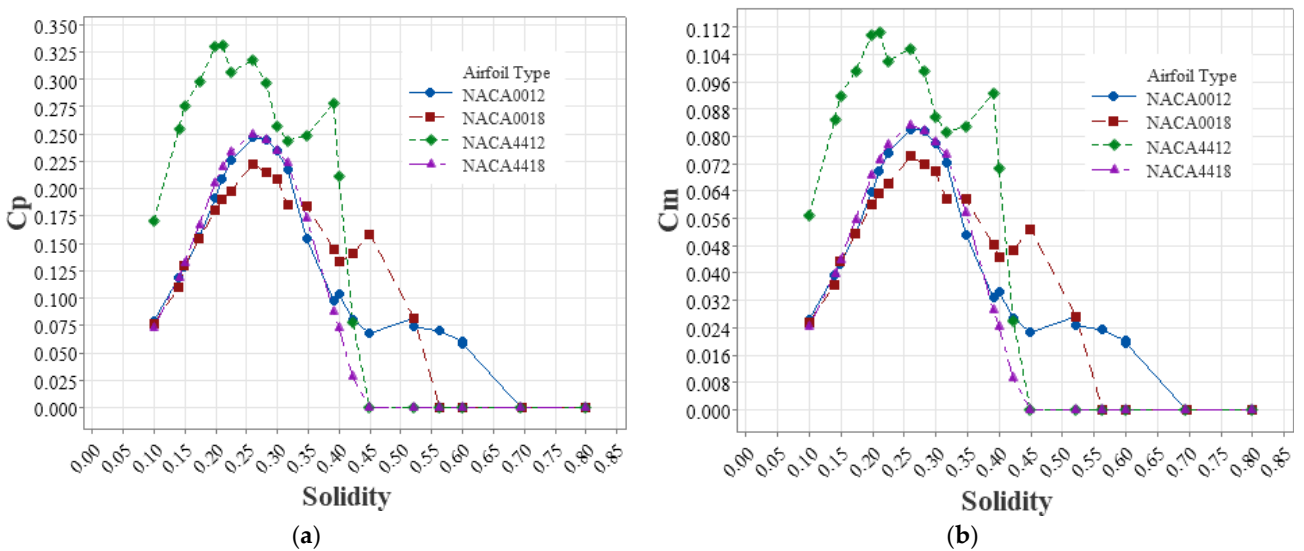 0.350
0.325
0.300
0.275
0.250
0.225
0.200
0.175
0.150
0.125
0.100
0.075
0.050
0.025
0.000
Cp
Airfoil Type
NACA0012
NACA0018
NACA4412
NACA4418
0.00 0.05 0.10 0.15 0.20 0.25 0.30 0.35 0.40 0.45 0.50 0.55 0.60 0.65 0.70 0.75 0.80 0.85
Solidity
(a)
0.112
0.104
0.096
0.088
0.080
0.072
0.064
0.056
0.048
0.040
0.032
0.024
0.016
0.008
0.000
Cm
Airfoil Type
NACA0012
NACA0018
NACA4412
NACA4418
0.00 0.05 0.10 0.15 0.20 0.25 0.30 0.35 0.40 0.45 0.50 0.55 0.60 0.65 0.70 0.75 0.80 0.85
Solidity
(b)